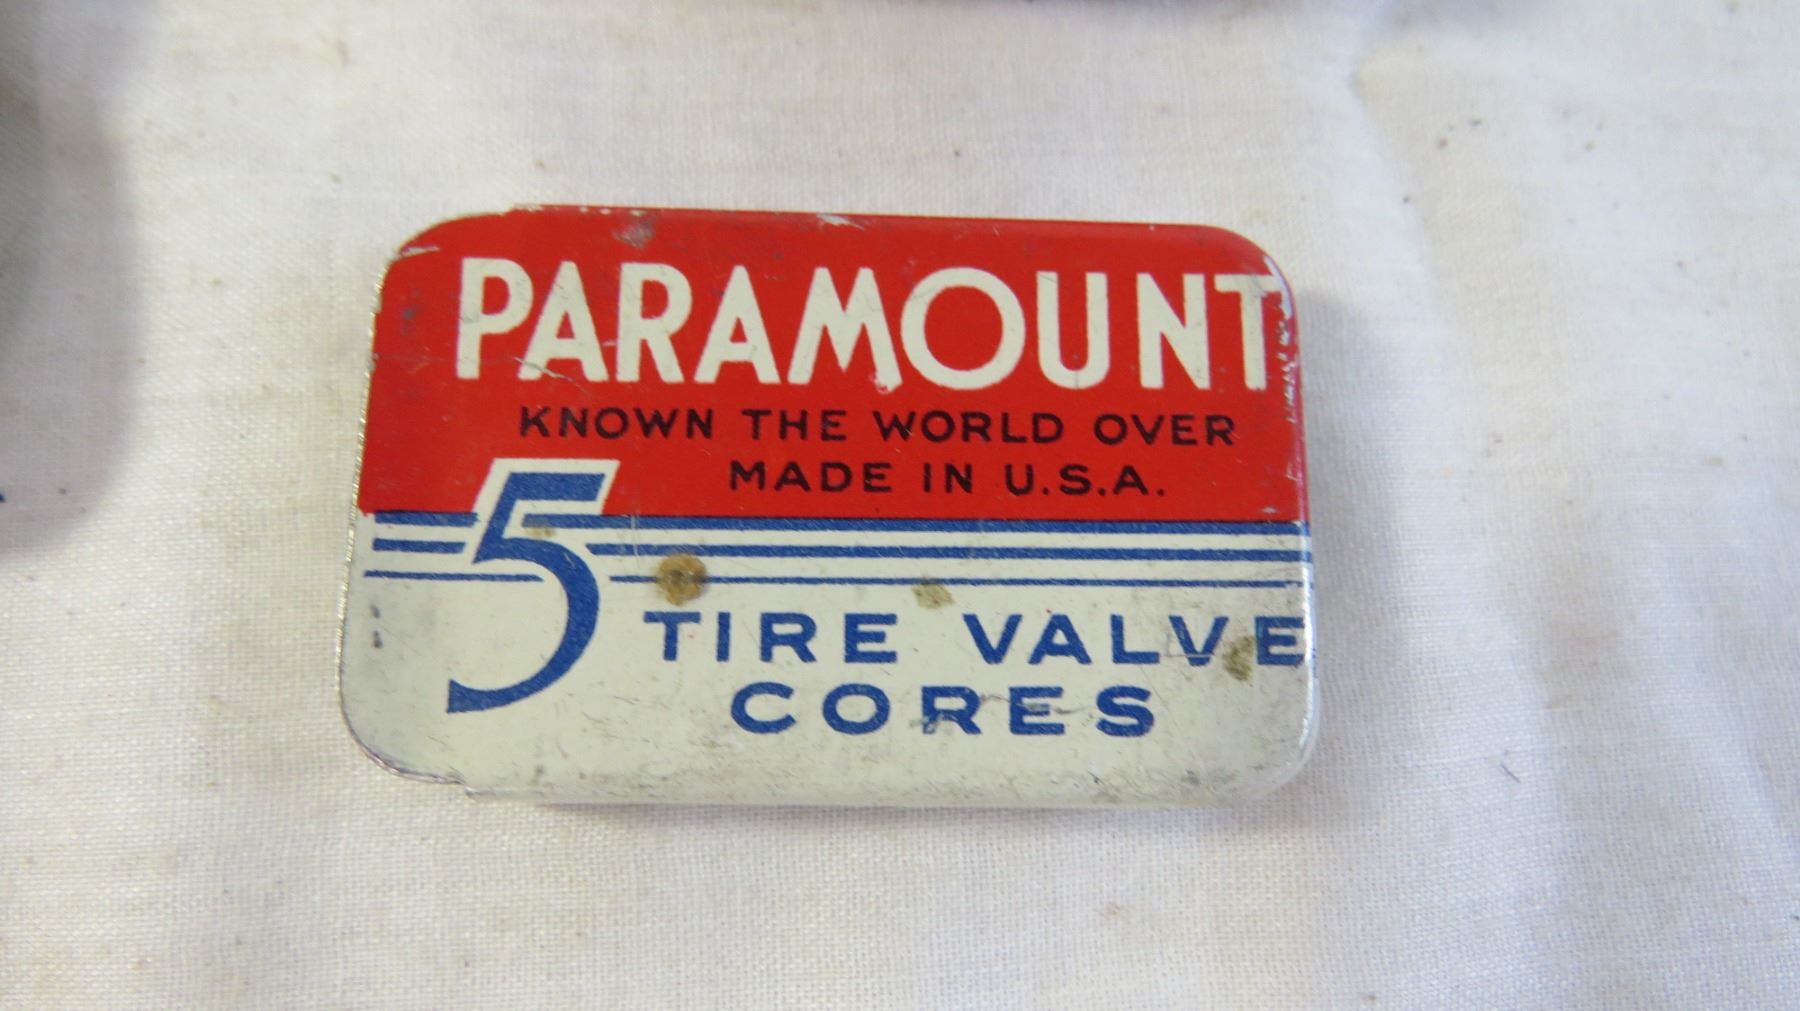 PARAMOUNT
KNOWN THE WORLD OVER
MADE IN U.S.A.
5 TIRE VALVE
CORES